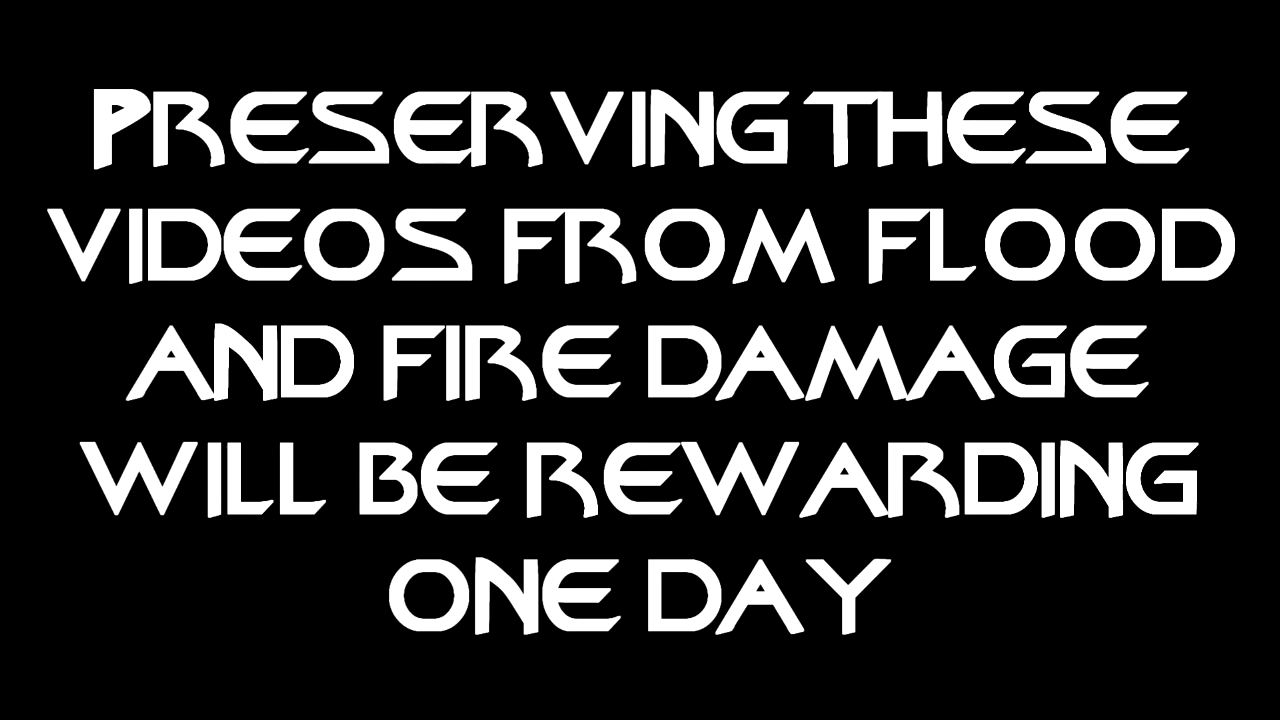 PRESERVING THESE
VIDEOS FROM FLOOD
AND FIRE DAMAGE
WILL BE REWARDING
ONE DAY